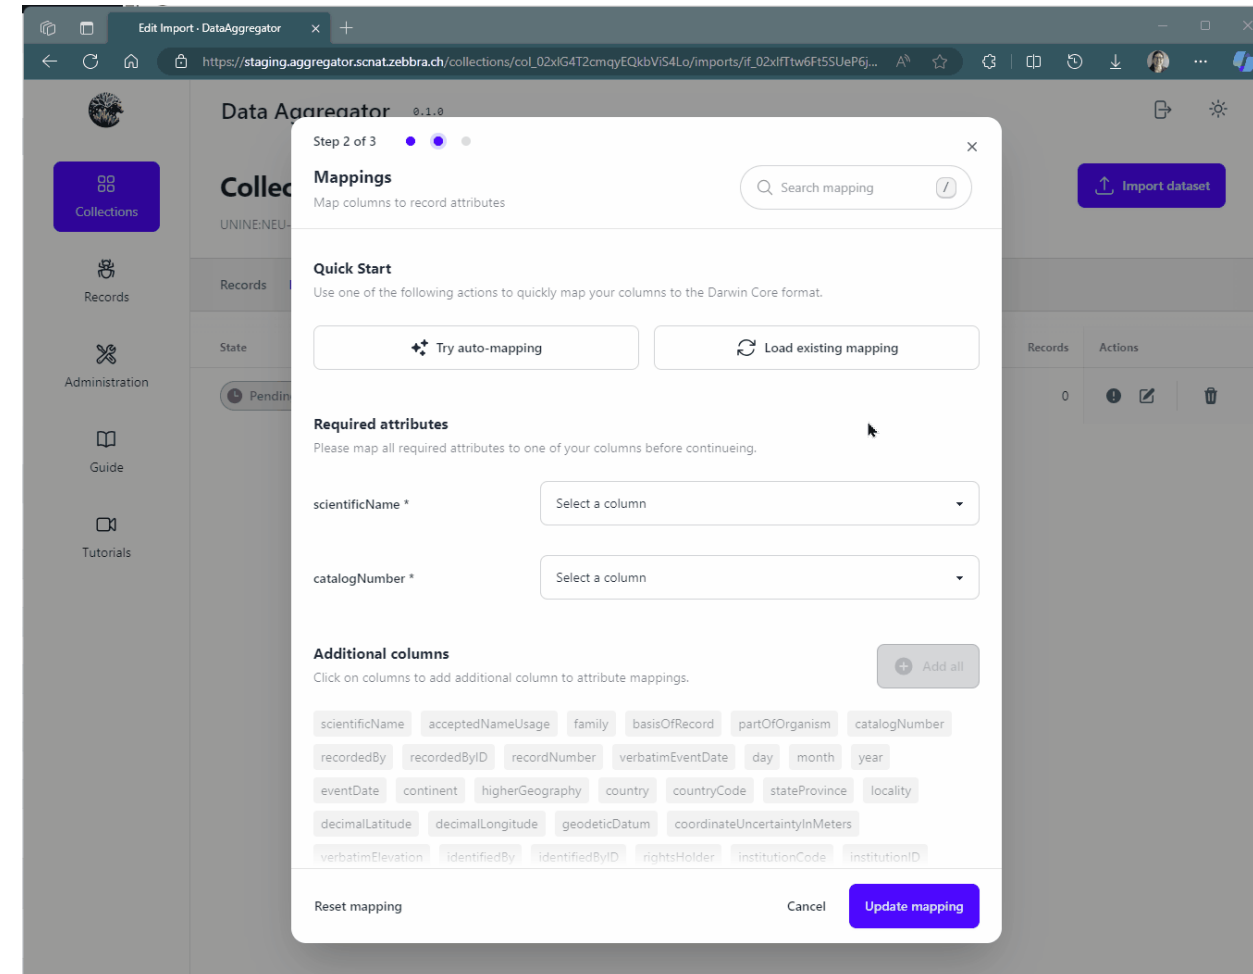 Edit Import · DataAggregator
https://staging.aggregator.scnat.zebbra.ch/collections/col_02xlG4T2cmqyEQkbViS4Lo/imports/if_02xlfTtw6Ft5SUeP6j...
Data Aggregator 0.1.0
Step 2 of 3
Mappings
Map columns to record attributes
Search mapping /
Collections
Collec
UNINE:NEU-
Import dataset
Records
Records
Administration
Guide
Tutorials
State
Records Actions
Pendin
0
Quick Start
Use one of the following actions to quickly map your columns to the Darwin Core format.
Try auto-mapping
Load existing mapping
Required attributes
Please map all required attributes to one of your columns before continueing.
scientificName * Select a column
catalogNumber * Select a column
Additional columns
Click on columns to add additional column to attribute mappings.
Add all
scientificName acceptedNameUsage family basisOfRecord partOfOrganism catalogNumber
recordedBy recordedByID recordNumber verbatimEventDate day month year
eventDate continent higherGeography country countryCode stateProvince locality
decimalLatitude decimalLongitude geodeticDatum coordinateUncertaintyInMeters
verbatimElevation identifiedBy identifiedByID rightsHolder institutionCode institutionID
Reset mapping
Cancel
Update mapping